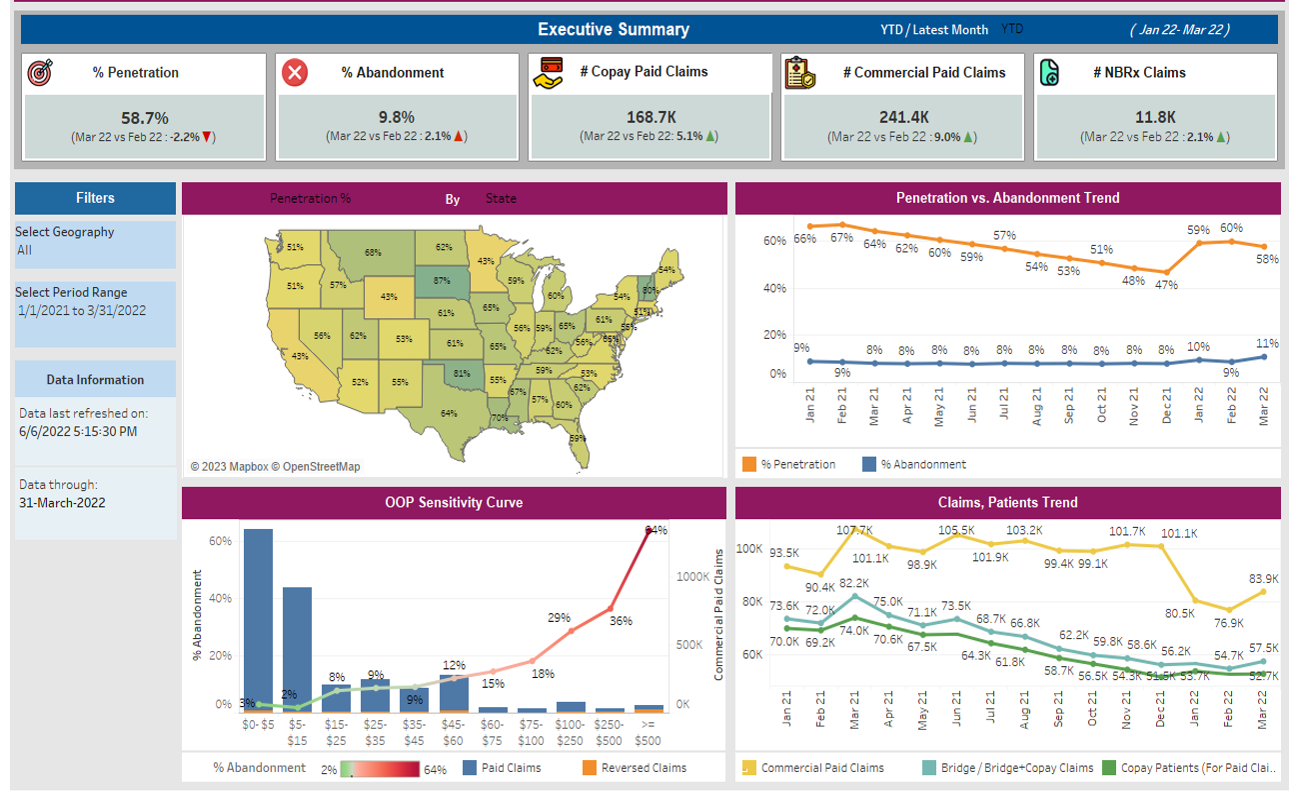 Executive Summary
YTD / Latest Month YTD
( Jan 22- Mar 22 )
% Penetration
58.7%
(Mar 22 vs Feb 22 : -2.2% ▼)
% Abandonment
9.8%
(Mar 22 vs Feb 22: 2.1% ▲)
# Copay Paid Claims
168.7K
(Mar 22 vs Feb 22: 5.1% ▲)
# Commercial Paid Claims
241.4K
(Mar 22 vs Feb 22 : 9.0% ▲)
# NBRx Claims
11.8K
(Mar 22 vs Feb 22 : 2.1% ▲)
Filters
Select Geography
All
Select Period Range
1/1/2021 to 3/31/2022
Data Information
Data last refreshed on:
6/6/2022 5:15:30 PM
Data through:
31-March-2022
Penetration % By State
51%
68%
62%
43%
54%
51%
57%
87%
59%
80%
43%
60%
54%
51%
61%
65%
56%
62%
53%
56%
59%
65%
61%
56%
43%
61%
65%
62%
56%
65%
52%
55%
81%
55%
59%
53%
62%
64%
70%
67%
57%
60%
59%
© 2023 Mapbox © OpenStreetMap
Penetration vs. Abandonment Trend
60%
40%
20%
0%
66%
67%
64%
62%
60%
59%
57%
54%
53%
51%
48%
47%
59%
60%
58%
9%
9%
8%
8%
8%
8%
8%
8%
8%
8%
8%
8%
10%
9%
11%
Jan 21
Feb 21
Mar 21
Apr 21
May 21
Jun 21
Jul 21
Aug 21
Sep 21
Oct 21
Nov 21
Dec 21
Jan 22
Feb 22
Mar 22
% Penetration
% Abandonment
OOP Sensitivity Curve
% Abandonment
60%
40%
20%
0%
3%
2%
8%
9%
9%
12%
15%
18%
29%
36%
64%
1000K
500K
0K
Commercial Paid Claims
$0-$5
$5-
$15
$15-
$25
$25-
$35
$35-
$45
$45-
$60
$60-
$75
$75-
$100
$100-
$250
$250-
$500
>=
$500
% Abandonment
2%
64%
Paid Claims
Reversed Claims
Claims, Patients Trend
100K
80K
60K
93.5K
90.4K
107.7K
101.1K
98.9K
105.5K
101.9K
103.2K
99.4K
99.1K
101.7K
101.1K
80.5K
76.9K
83.9K
73.6K
72.0K
82.2K
75.0K
71.1K
73.5K
68.7K
66.8K
62.2K
59.8K
58.6K
56.2K
54.7K
57.5K
70.0K
69.2K
74.0K
70.6K
67.5K
64.3K
61.8K
58.7K
56.5K
54.3K
51.5K
53.7K
52.7K
Jan 21
Feb 21
Mar 21
Apr 21
May 21
Jun 21
Jul 21
Aug 21
Sep 21
Oct 21
Nov 21
Dec 21
Jan 22
Feb 22
Mar 22
Commercial Paid Claims
Bridge / Bridge+Copay Claims
Copay Patients (For Paid Clai..